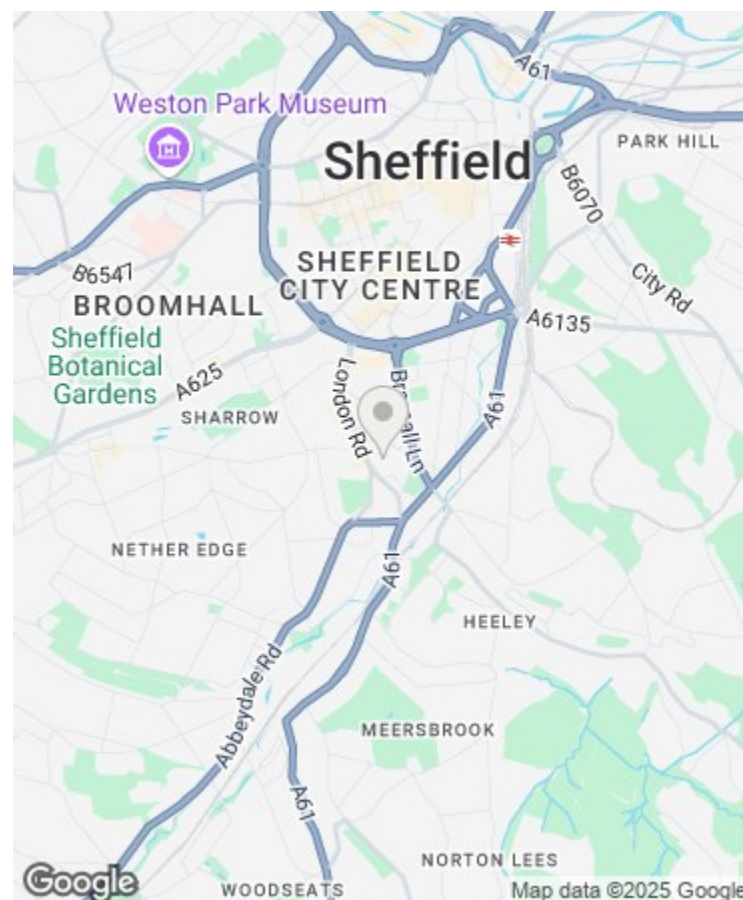 A61
Weston Park Museum
PARK HILL
Sheffield
B6070
SHEFFIELD
CITY CENTRE
B6547
City Rd
BROOMHALL
A6135
Sheffield
Botanical
Gardens
A625
London Rd
A61
SHARROW
NETHER EDGE
A61
HEELEY
Abbeydale Rd
MEERSBROOK
A61
NORTON LEES
Google
WOODSEATS
Map data ©2025 Google